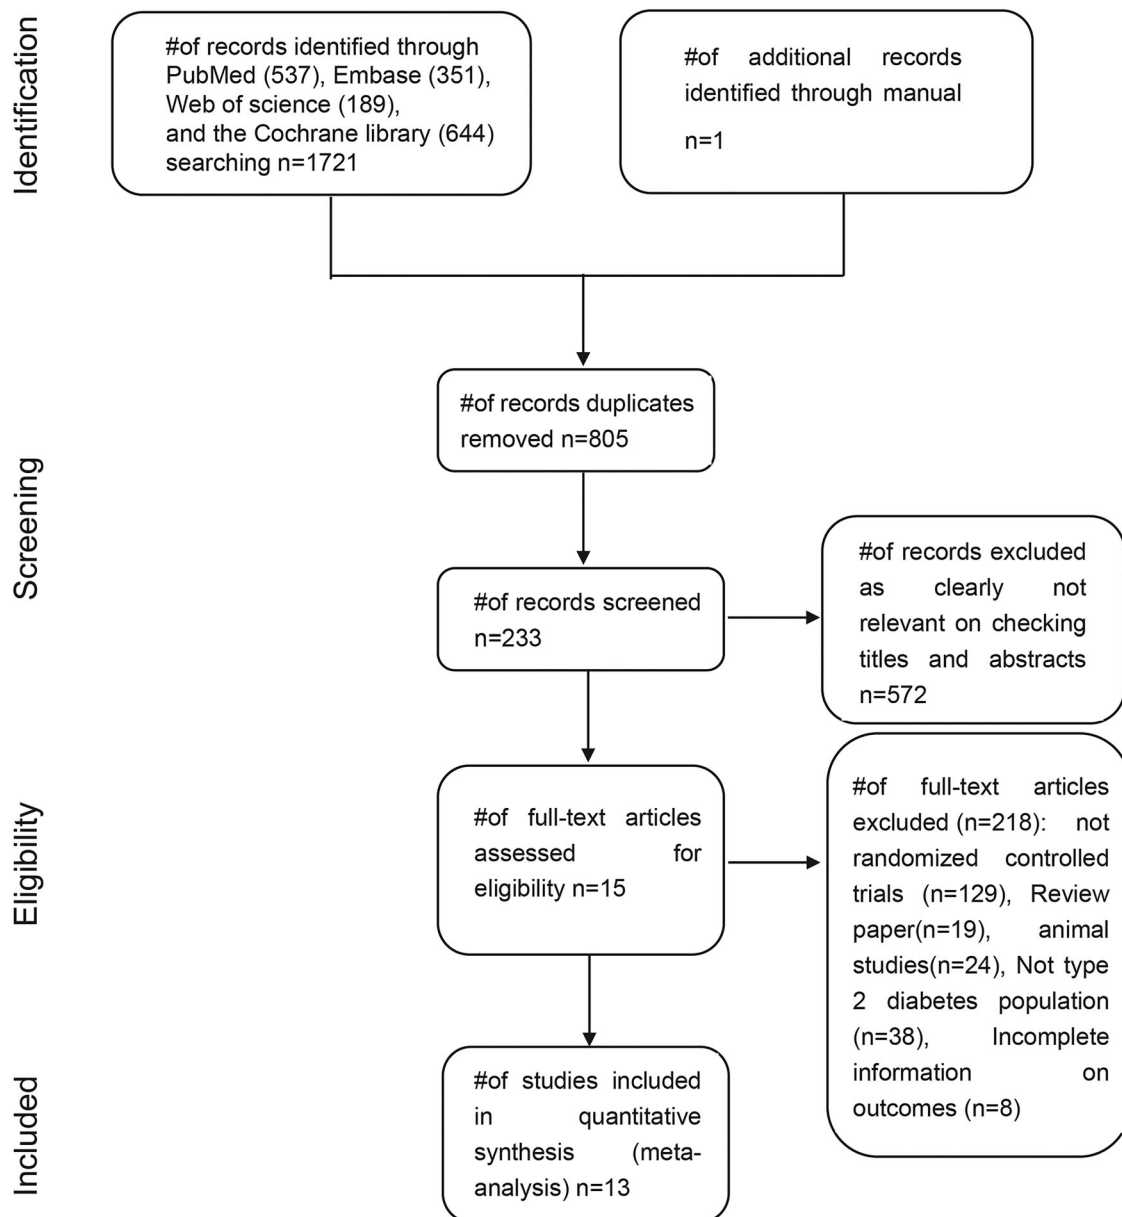 Identification
#of records identified through
PubMed (537), Embase (351),
Web of science (189),
and the Cochrane library (644)
searching n=1721
#of additional records
identified through manual
n=1
Screening
#of records duplicates
removed n=805
#of records screened
n=233
#of records excluded
as clearly not
relevant on checking
titles and abstracts
n=572
Eligibility
#of full-text articles
assessed for
eligibility n=15
#of full-text articles
excluded (n=218): not
randomized controlled
trials (n=129), Review
paper(n=19), animal
studies(n=24), Not type
2 diabetes population
(n=38), Incomplete
information on
outcomes (n=8)
Included
#of studies included
in quantitative
synthesis (meta-
analysis) n=13